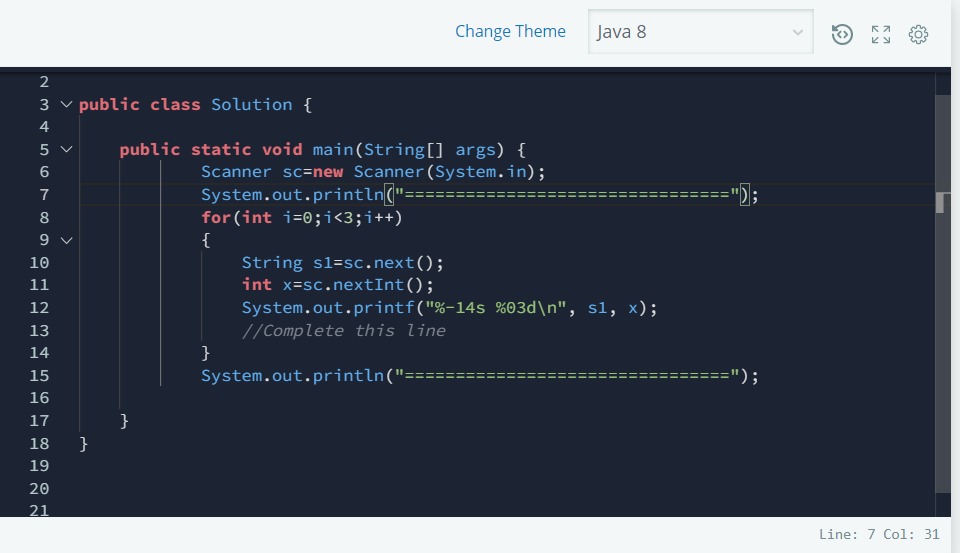 Change Theme
Java 8
2
3 public class Solution {
4
5 public static void main(String[] args) {
6 Scanner sc=new Scanner(System.in);
7 System.out.println("================================");
8 for(int i=0;i<3;i++)
9 {
10 String s1=sc.next();
11 int x=sc.nextInt();
12 System.out.printf("%-14s %03d\n", s1, x);
13 //Complete this line
14 }
15 System.out.println("================================");
16
17 }
18 }
19
20
21
Line: 7 Col: 31